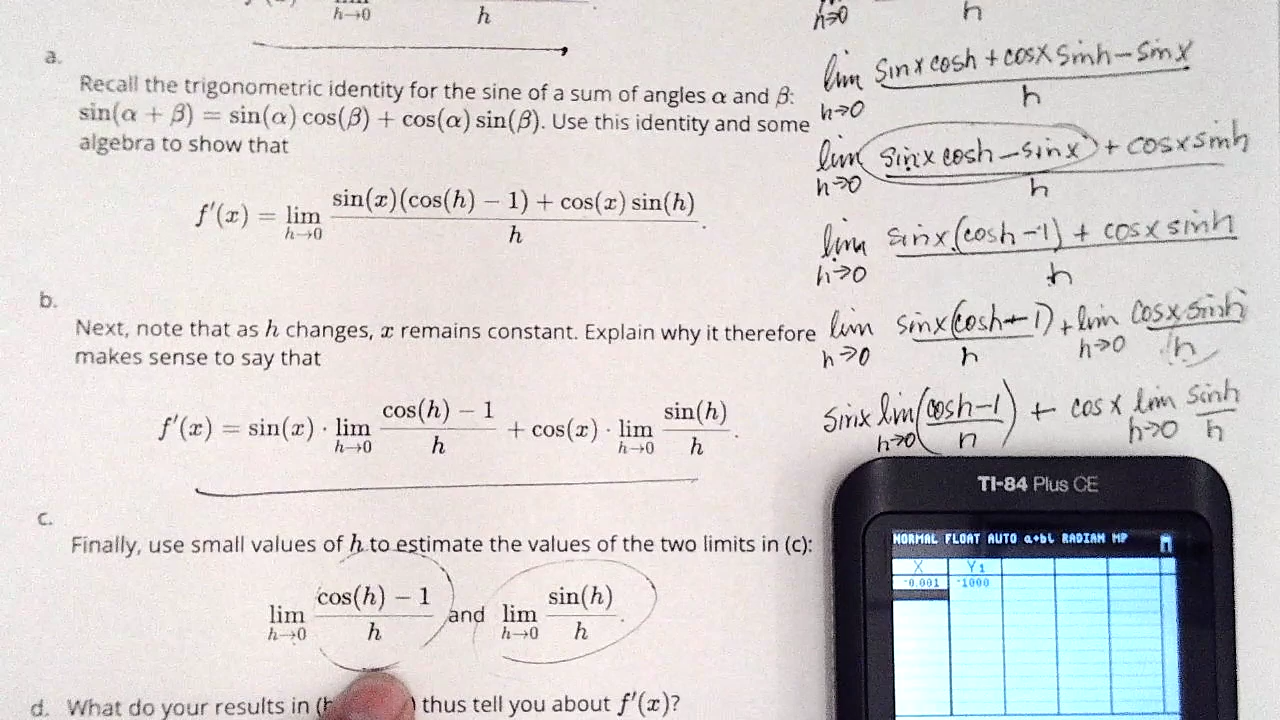 h→0 h
a.
Recall the trigonometric identity for the sine of a sum of angles α and β:
sin(α + β) = sin(α) cos(β) + cos(α) sin(β). Use this identity and some
algebra to show that
f′(x) = lim h→0 sin(x)(cos(h) − 1) + cos(x) sin(h) / h .
b.
Next, note that as h changes, x remains constant. Explain why it therefore
makes sense to say that
f′(x) = sin(x) · lim h→0 cos(h) − 1 / h + cos(x) · lim h→0 sin(h) / h .
c.
Finally, use small values of h to estimate the values of the two limits in (c):
lim h→0 cos(h) − 1 / h and lim h→0 sin(h) / h .
d. What do your results in ( ) thus tell you about f′(x)?
h→0 h
lim h→0 sinx cosh + cosx sinh − sinx / h
lim h→0 sinx cosh − sinx + cosx sinh / h
lim h→0 sinx (cosh −1) + cosx sinh / h
lim h→0 sinx(cosh − 1) / h + lim h→0 cosx sinh / h
sinx lim h→0 (cosh−1 / h) + cosx lim h→0 sinh / h
TI-84 Plus CE
NORMAL FLOAT AUTO a+bi RADIAN MP
X Y1
-0.001 -1000